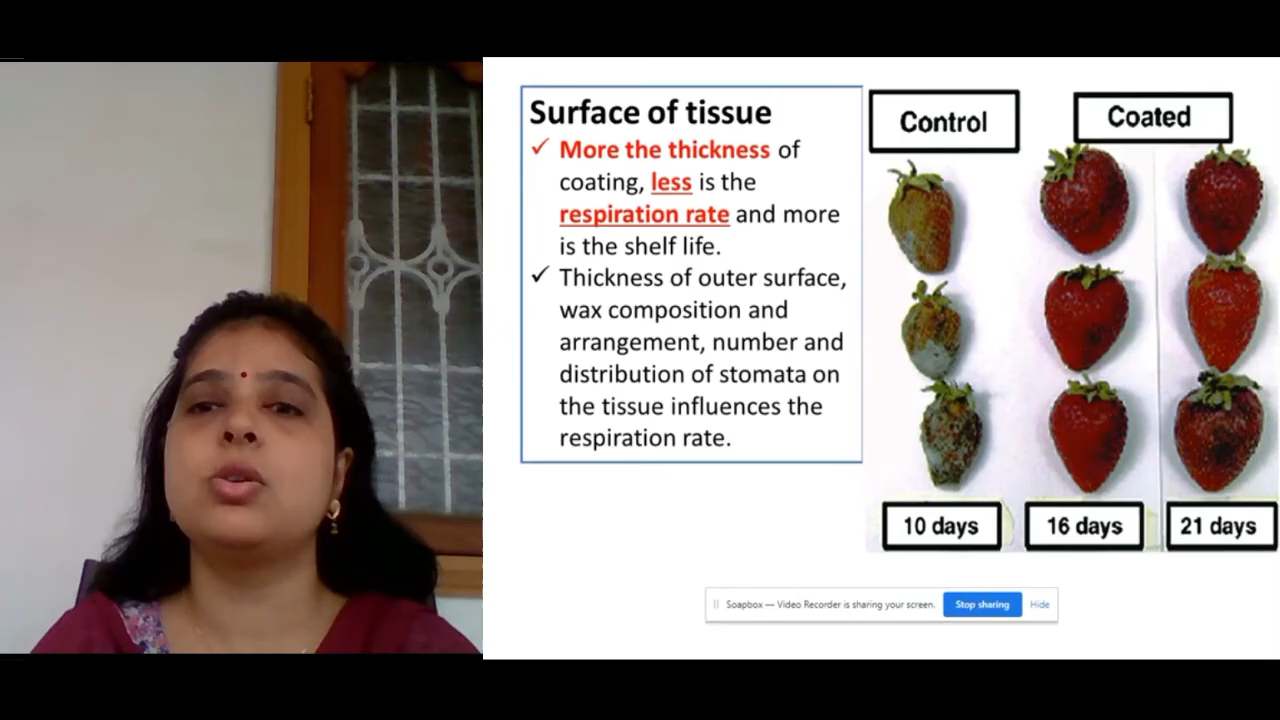 Surface of tissue
✓ More the thickness of
coating, less is the
respiration rate and more
is the shelf life.
✓ Thickness of outer surface,
wax composition and
arrangement, number and
distribution of stomata on
the tissue influences the
respiration rate.
Control
Coated
10 days
16 days
21 days
Soapbox — Video Recorder is sharing your screen. Stop sharing Hide